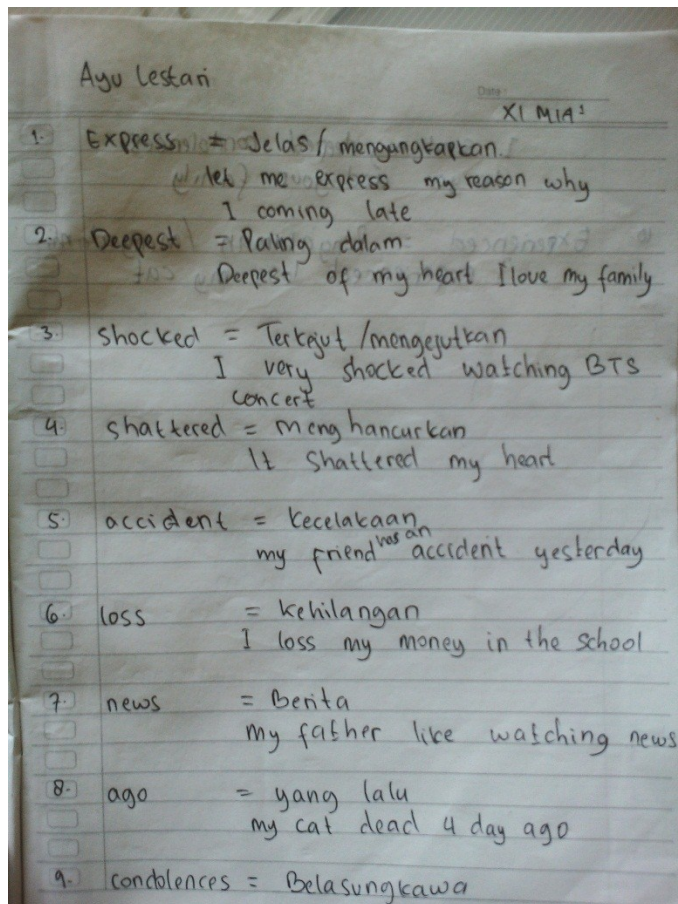 Ayu Lestari
Date:
XI MIA¹
1. Express = Jelas / mengungkapkan.
let me express my reason why
I coming late
2. Deepest = Paling dalam
Deepest of my heart I love my family
3. shocked = Terkejut / mengejutkan
I very shocked watching BTS
concert
4. shattered = menghancurkan
It Shattered my heart
5. accident = kecelakaan
my friend has an accident yesterday
6. loss = kehilangan
I loss my money in the school
7. news = Berita
my father like watching news
8. ago = yang lalu
my cat dead 4 day ago
9. condolences = Belasungkawa